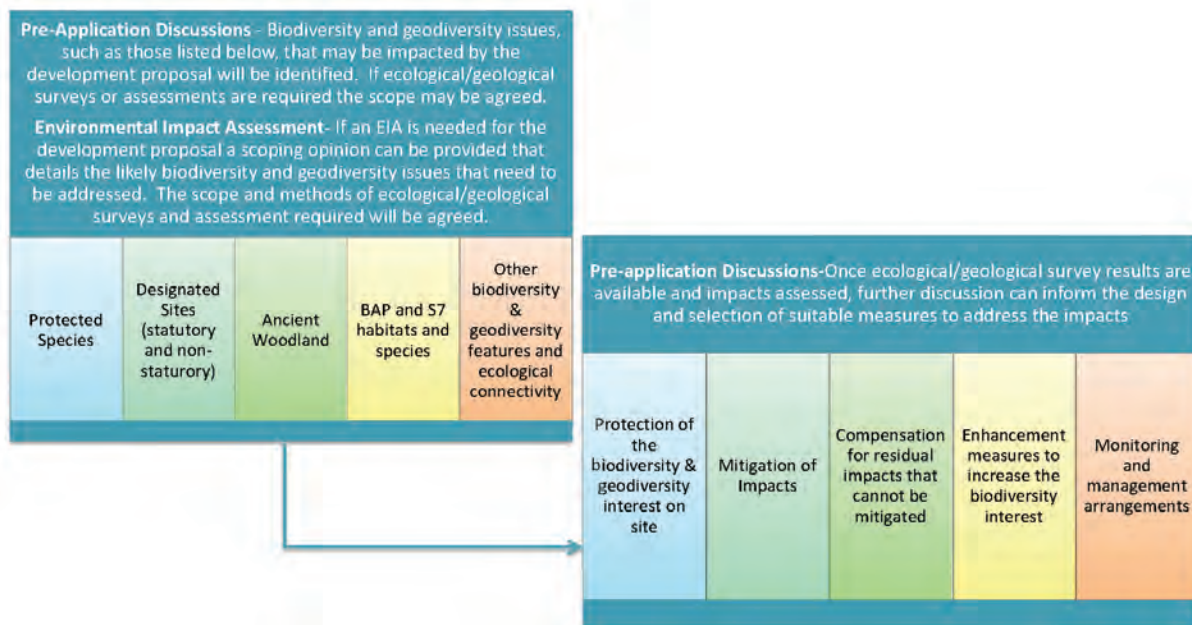 Pre-Application Discussions - Biodiversity and geodiversity issues,
such as those listed below, that may be impacted by the
development proposal will be identified. If ecological/geological
surveys or assessments are required the scope may be agreed.
Environmental Impact Assessment- If an EIA is needed for the
development proposal a scoping opinion can be provided that
details the likely biodiversity and geodiversity issues that need to
be addressed. The scope and methods of ecological/geological
surveys and assessment required will be agreed.
Protected
Species
Designated
Sites
(statutory
and non-
staturory)
Ancient
Woodland
BAP and S7
habitats and
species
Other
biodiversity
&
geodiversity
features and
ecological
connectivity
Pre-application Discussions-Once ecological/geological survey results are
available and impacts assessed, further discussion can inform the design
and selection of suitable measures to address the impacts
Protection of
the
biodiversity &
geodiversity
interest on
site
Mitigation of
Impacts
Compensation
for residual
impacts that
cannot be
mitigated
Enhancement
measures to
increase the
biodiversity
interest
Monitoring
and
management
arrangements